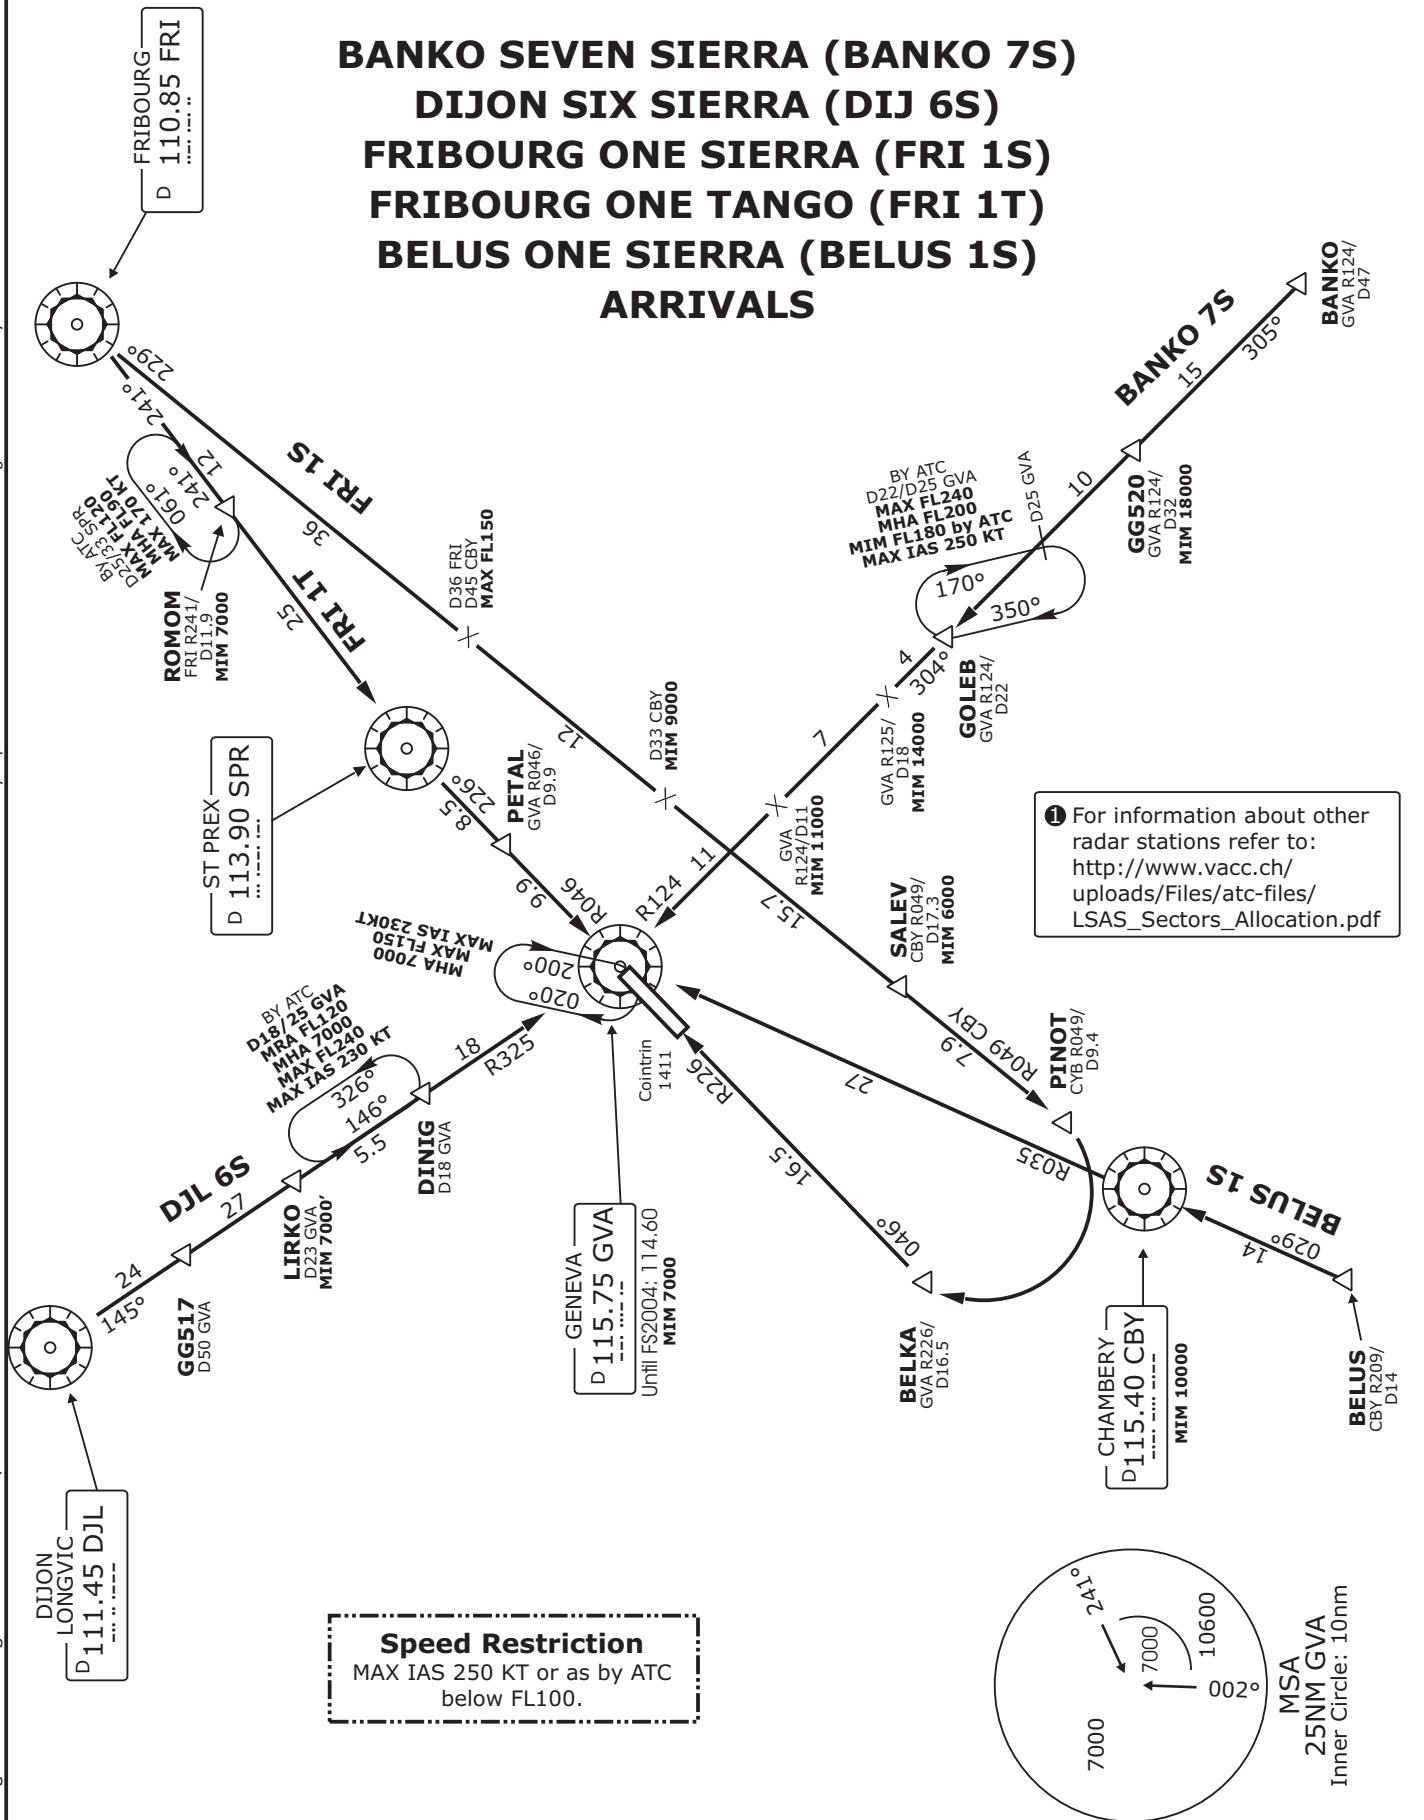 BANKO SEVEN SIERRA (BANKO 7S)
DIJON SIX SIERRA (DIJ 6S)
FRIBOURG ONE SIERRA (FRI 1S)
FRIBOURG ONE TANGO (FRI 1T)
BELUS ONE SIERRA (BELUS 1S)
ARRIVALS
FRIBOURG
D 110.85 FRI
229°
241°
12
241°
061°
BY ATC
D25/33 SPR
MAX FL120
MHA FL90
MAX 170 KT
ROMOM
FRI R241/
D11.9
MIM 7000
25
FRI 1T
FRI 1S
36
D36 FRI
D45 CBY
MAX FL150
12
D33 CBY
MIM 9000
15.7
SALEV
CBY R049/
D17.3
MIM 6000
7.9
R049 CBY
PINOT
CYB R049/
D9.4
BANKO
GVA R124/
D47
305°
15
BANKO 7S
GG520
GVA R124/
D32
MIM 18000
10
D25 GVA
BY ATC
D22/D25 GVA
MAX FL240
MHA FL200
MIM FL180 by ATC
MAX IAS 250 KT
170°
350°
GOLEB
GVA R124/
D22
4
304°
GVA R125/
D18
MIM 14000
7
GVA
R124/D11
MIM 11000
11
R124
ST PREX
D 113.90 SPR
226°
8.5
PETAL
GVA R046/
D9.9
9.9
R046
MHA 7000
MAX FL150
MAX IAS 230KT
200°
020°
Cointrin
1411
GENEVA
D 115.75 GVA
Until FS2004: 114.60
MIM 7000
❶ For information about other
radar stations refer to:
http://www.vacc.ch/
uploads/Files/atc-files/
LSAS_Sectors_Allocation.pdf
BY ATC
D18/25 GVA
MRA FL120
MHA 7000
MAX FL240
MAX IAS 230 KT
326°
146°
5.5
18
R325
DINIG
D18 GVA
LIRKO
D23 GVA
MIM 7000'
27
DJL 6S
GG517
D50 GVA
24
145°
DIJON
LONGVIC
D 111.45 DJL
R226
16.5
046°
BELKA
GVA R226/
D16.5
27
R035
CHAMBERY
D 115.40 CBY
MIM 10000
BELUS 1S
029°
14
BELUS
CBY R209/
D14
Speed Restriction
MAX IAS 250 KT or as by ATC
below FL100.
241°
7000
10600
002°
7000
MSA
25NM GVA
Inner Circle: 10nm